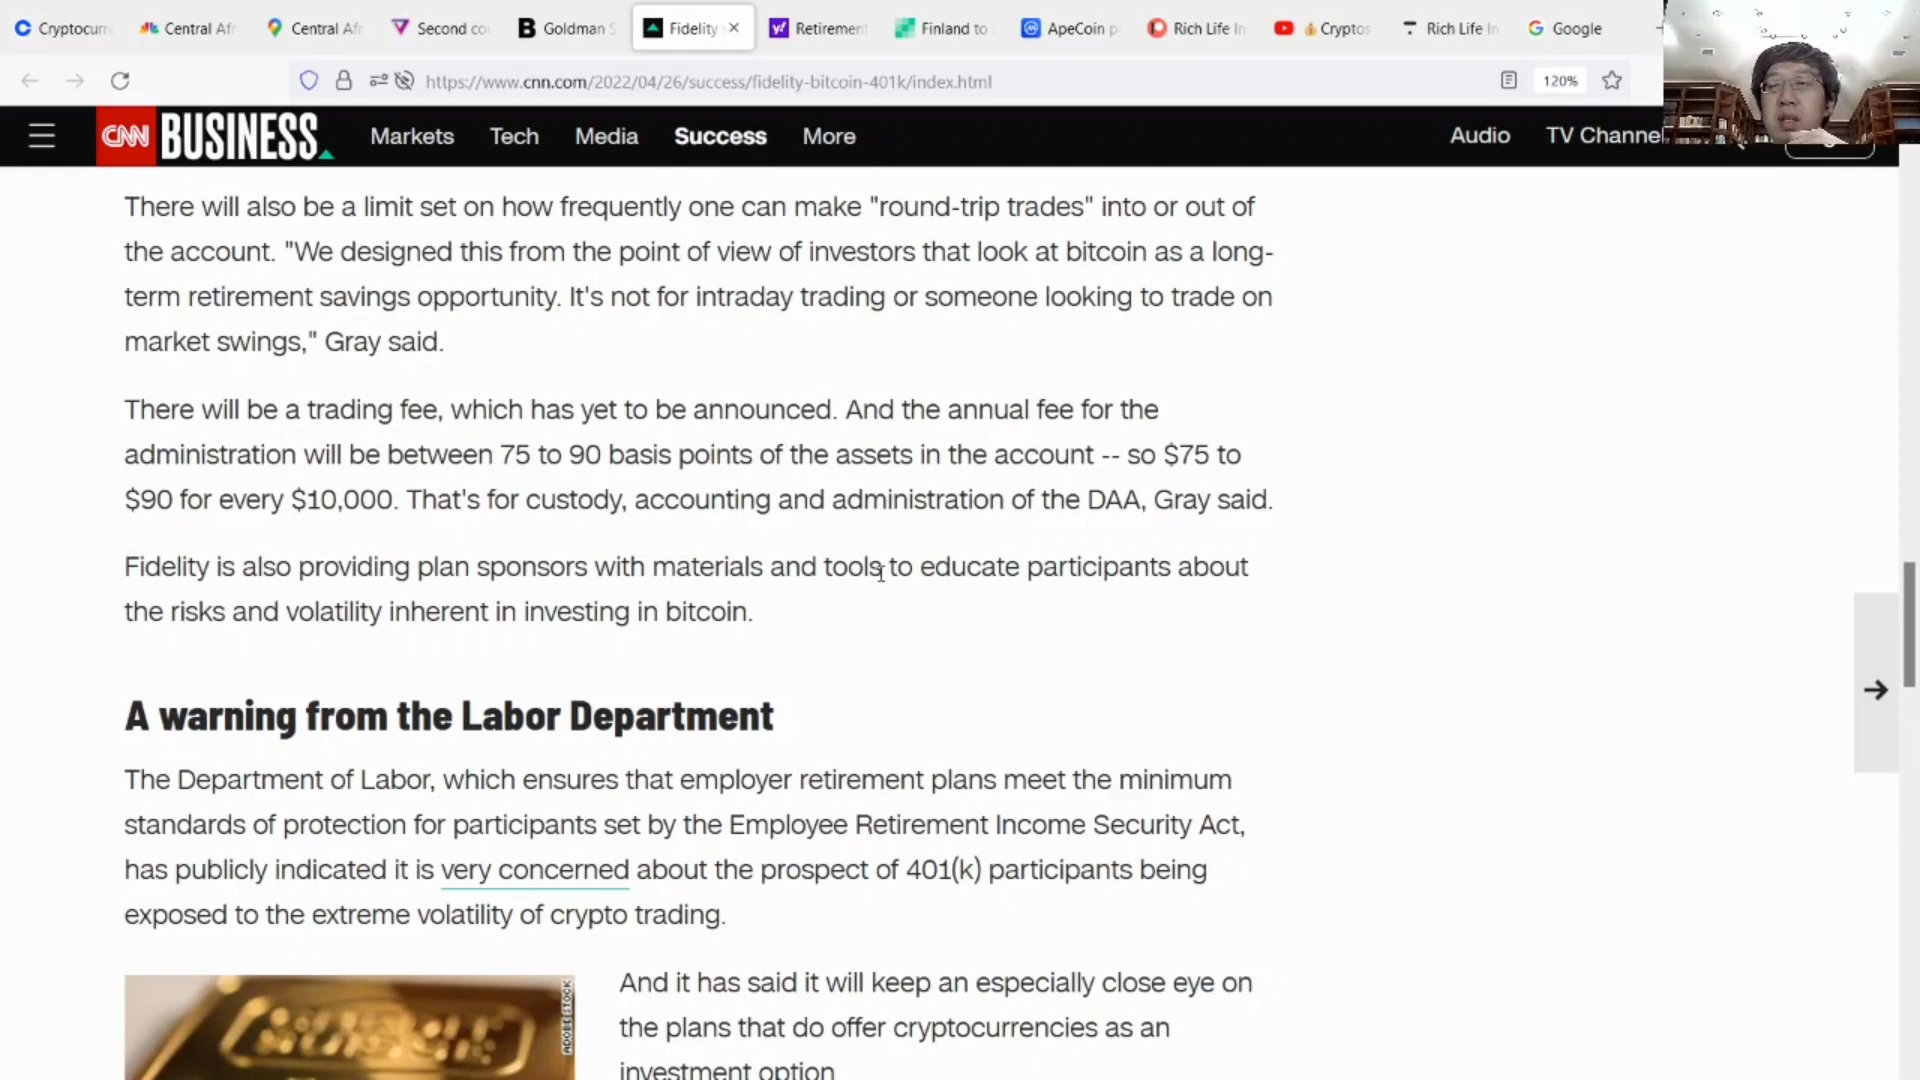 Cryptocurr
Central Afr
Central Afr
Second co
Goldman S
Fidelity
Retirement
Finland to
ApeCoin p
Rich Life In
Cryptos
Rich Life In
Google
https://www.cnn.com/2022/04/26/success/fidelity-bitcoin-401k/index.html
120%
CNN BUSINESS
Markets
Tech
Media
Success
More
Audio
TV Channe
There will also be a limit set on how frequently one can make "round-trip trades" into or out of
the account. "We designed this from the point of view of investors that look at bitcoin as a long-
term retirement savings opportunity. It's not for intraday trading or someone looking to trade on
market swings," Gray said.
There will be a trading fee, which has yet to be announced. And the annual fee for the
administration will be between 75 to 90 basis points of the assets in the account -- so $75 to
$90 for every $10,000. That's for custody, accounting and administration of the DAA, Gray said.
Fidelity is also providing plan sponsors with materials and tools to educate participants about
the risks and volatility inherent in investing in bitcoin.
A warning from the Labor Department
The Department of Labor, which ensures that employer retirement plans meet the minimum
standards of protection for participants set by the Employee Retirement Income Security Act,
has publicly indicated it is very concerned about the prospect of 401(k) participants being
exposed to the extreme volatility of crypto trading.
ADOBE STOCK
And it has said it will keep an especially close eye on
the plans that do offer cryptocurrencies as an
investment option